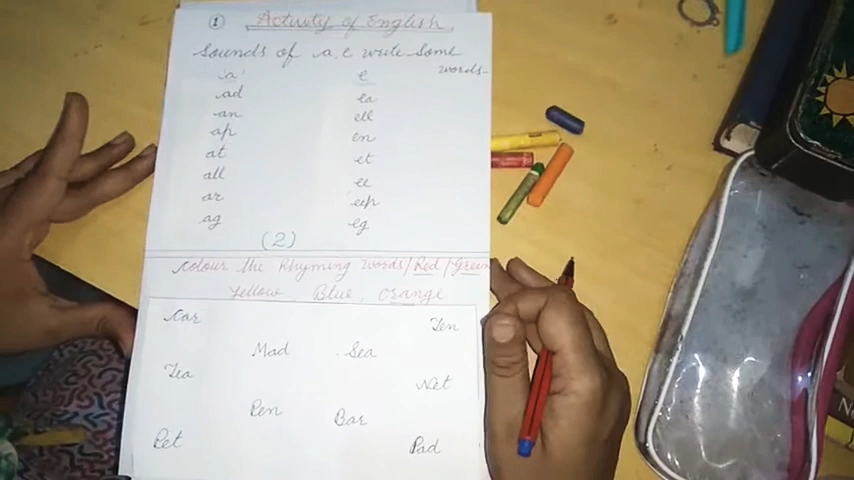 1 Activity of English
Sounds of a, e write Some
words-
a e
ad ea
an ell
ap en
at et
all ee
ar eep
ag eg
(2)
Colour the Rhyming words/Red/Green
Yellow Blue, orange
Car Ten
Mad Sea
Tea Net
Pen Bar
Pet Pad